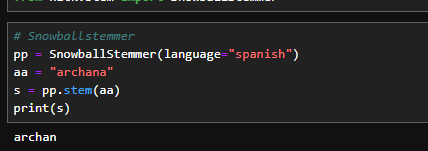 # Snowballstemmer
pp = SnowballStemmer(language="spanish")
aa = "archana"
s = pp.stem(aa)
print(s)
archan